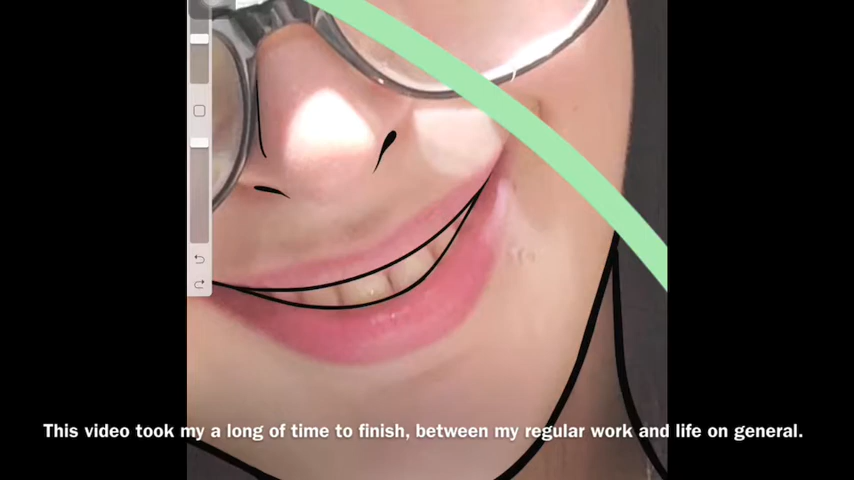 This video took my a long of time to finish, between my regular work and life on general.